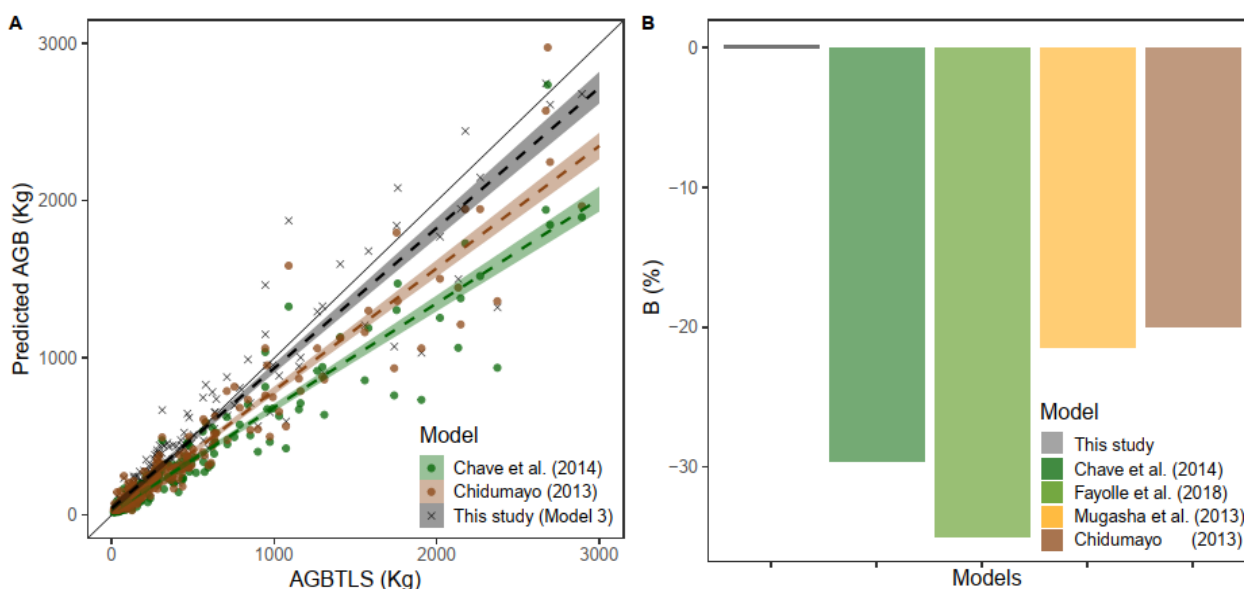 A
3000
2000
1000
0
Predicted AGB (Kg)
Model
Chave et al. (2014)
Chidumayo (2013)
This study (Model 3)
0
1000
2000
3000
AGBTLS (Kg)
B
0
−10
−20
−30
B (%)
Model
This study
Chave et al. (2014)
Fayolle et al. (2018)
Mugasha et al. (2013)
Chidumayo (2013)
Models